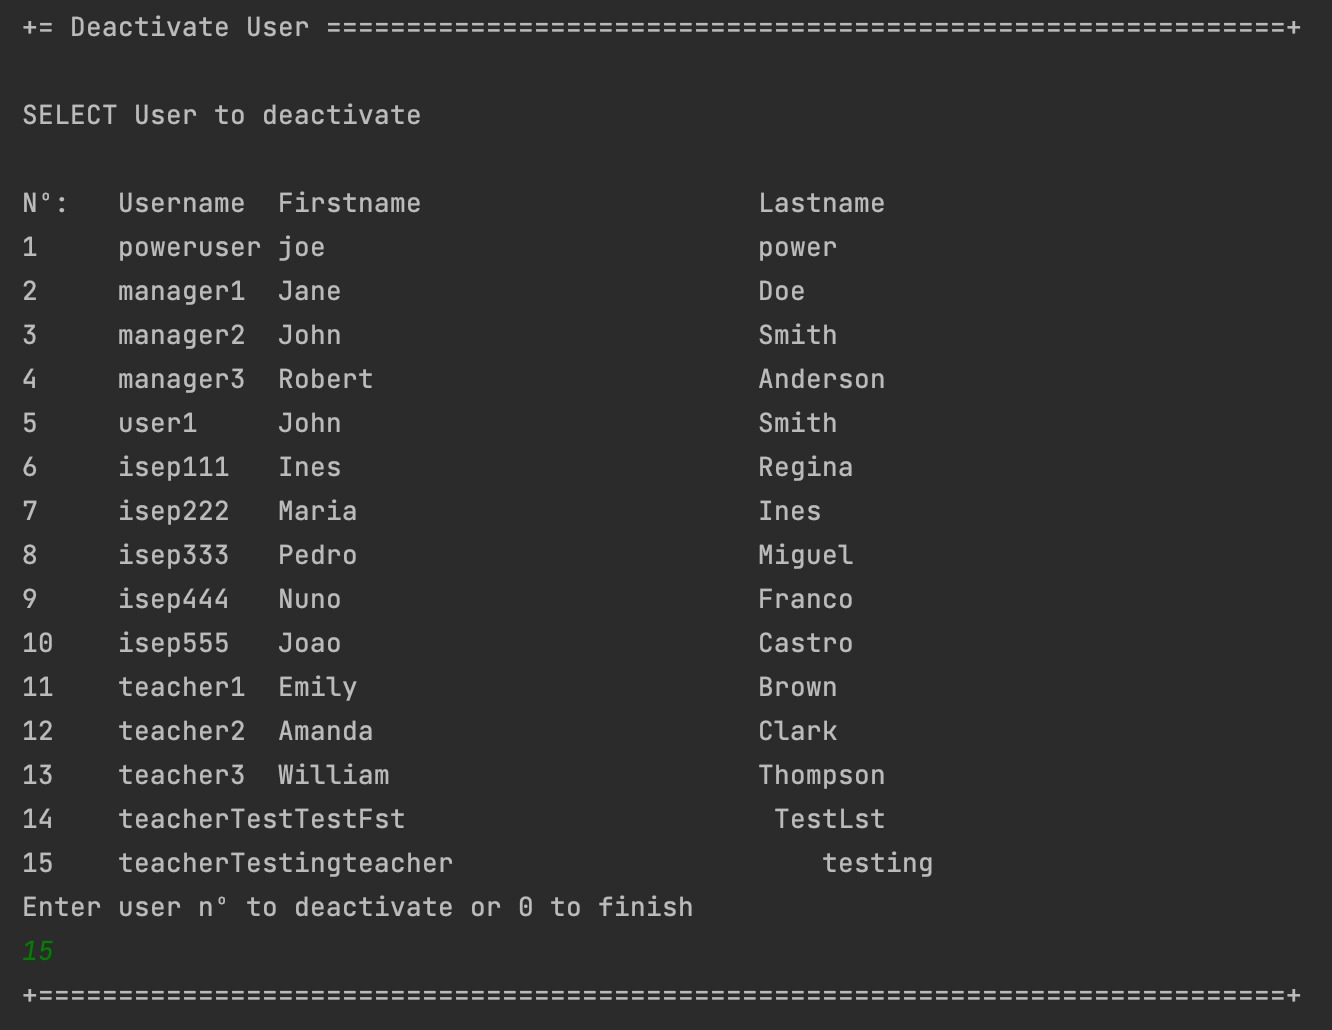 += Deactivate User ============================================================+
SELECT User to deactivate
Nº:   Username  Firstname                     Lastname
1     poweruser joe                           power
2     manager1  Jane                          Doe
3     manager2  John                          Smith
4     manager3  Robert                        Anderson
5     user1     John                          Smith
6     isep111   Ines                          Regina
7     isep222   Maria                         Ines
8     isep333   Pedro                         Miguel
9     isep444   Nuno                          Franco
10    isep555   Joao                          Castro
11    teacher1  Emily                         Brown
12    teacher2  Amanda                        Clark
13    teacher3  William                       Thompson
14    teacherTestTestFst                       TestLst
15    teacherTestingteacher                       testing
Enter user nº to deactivate or 0 to finish
15
+==============================================================================+